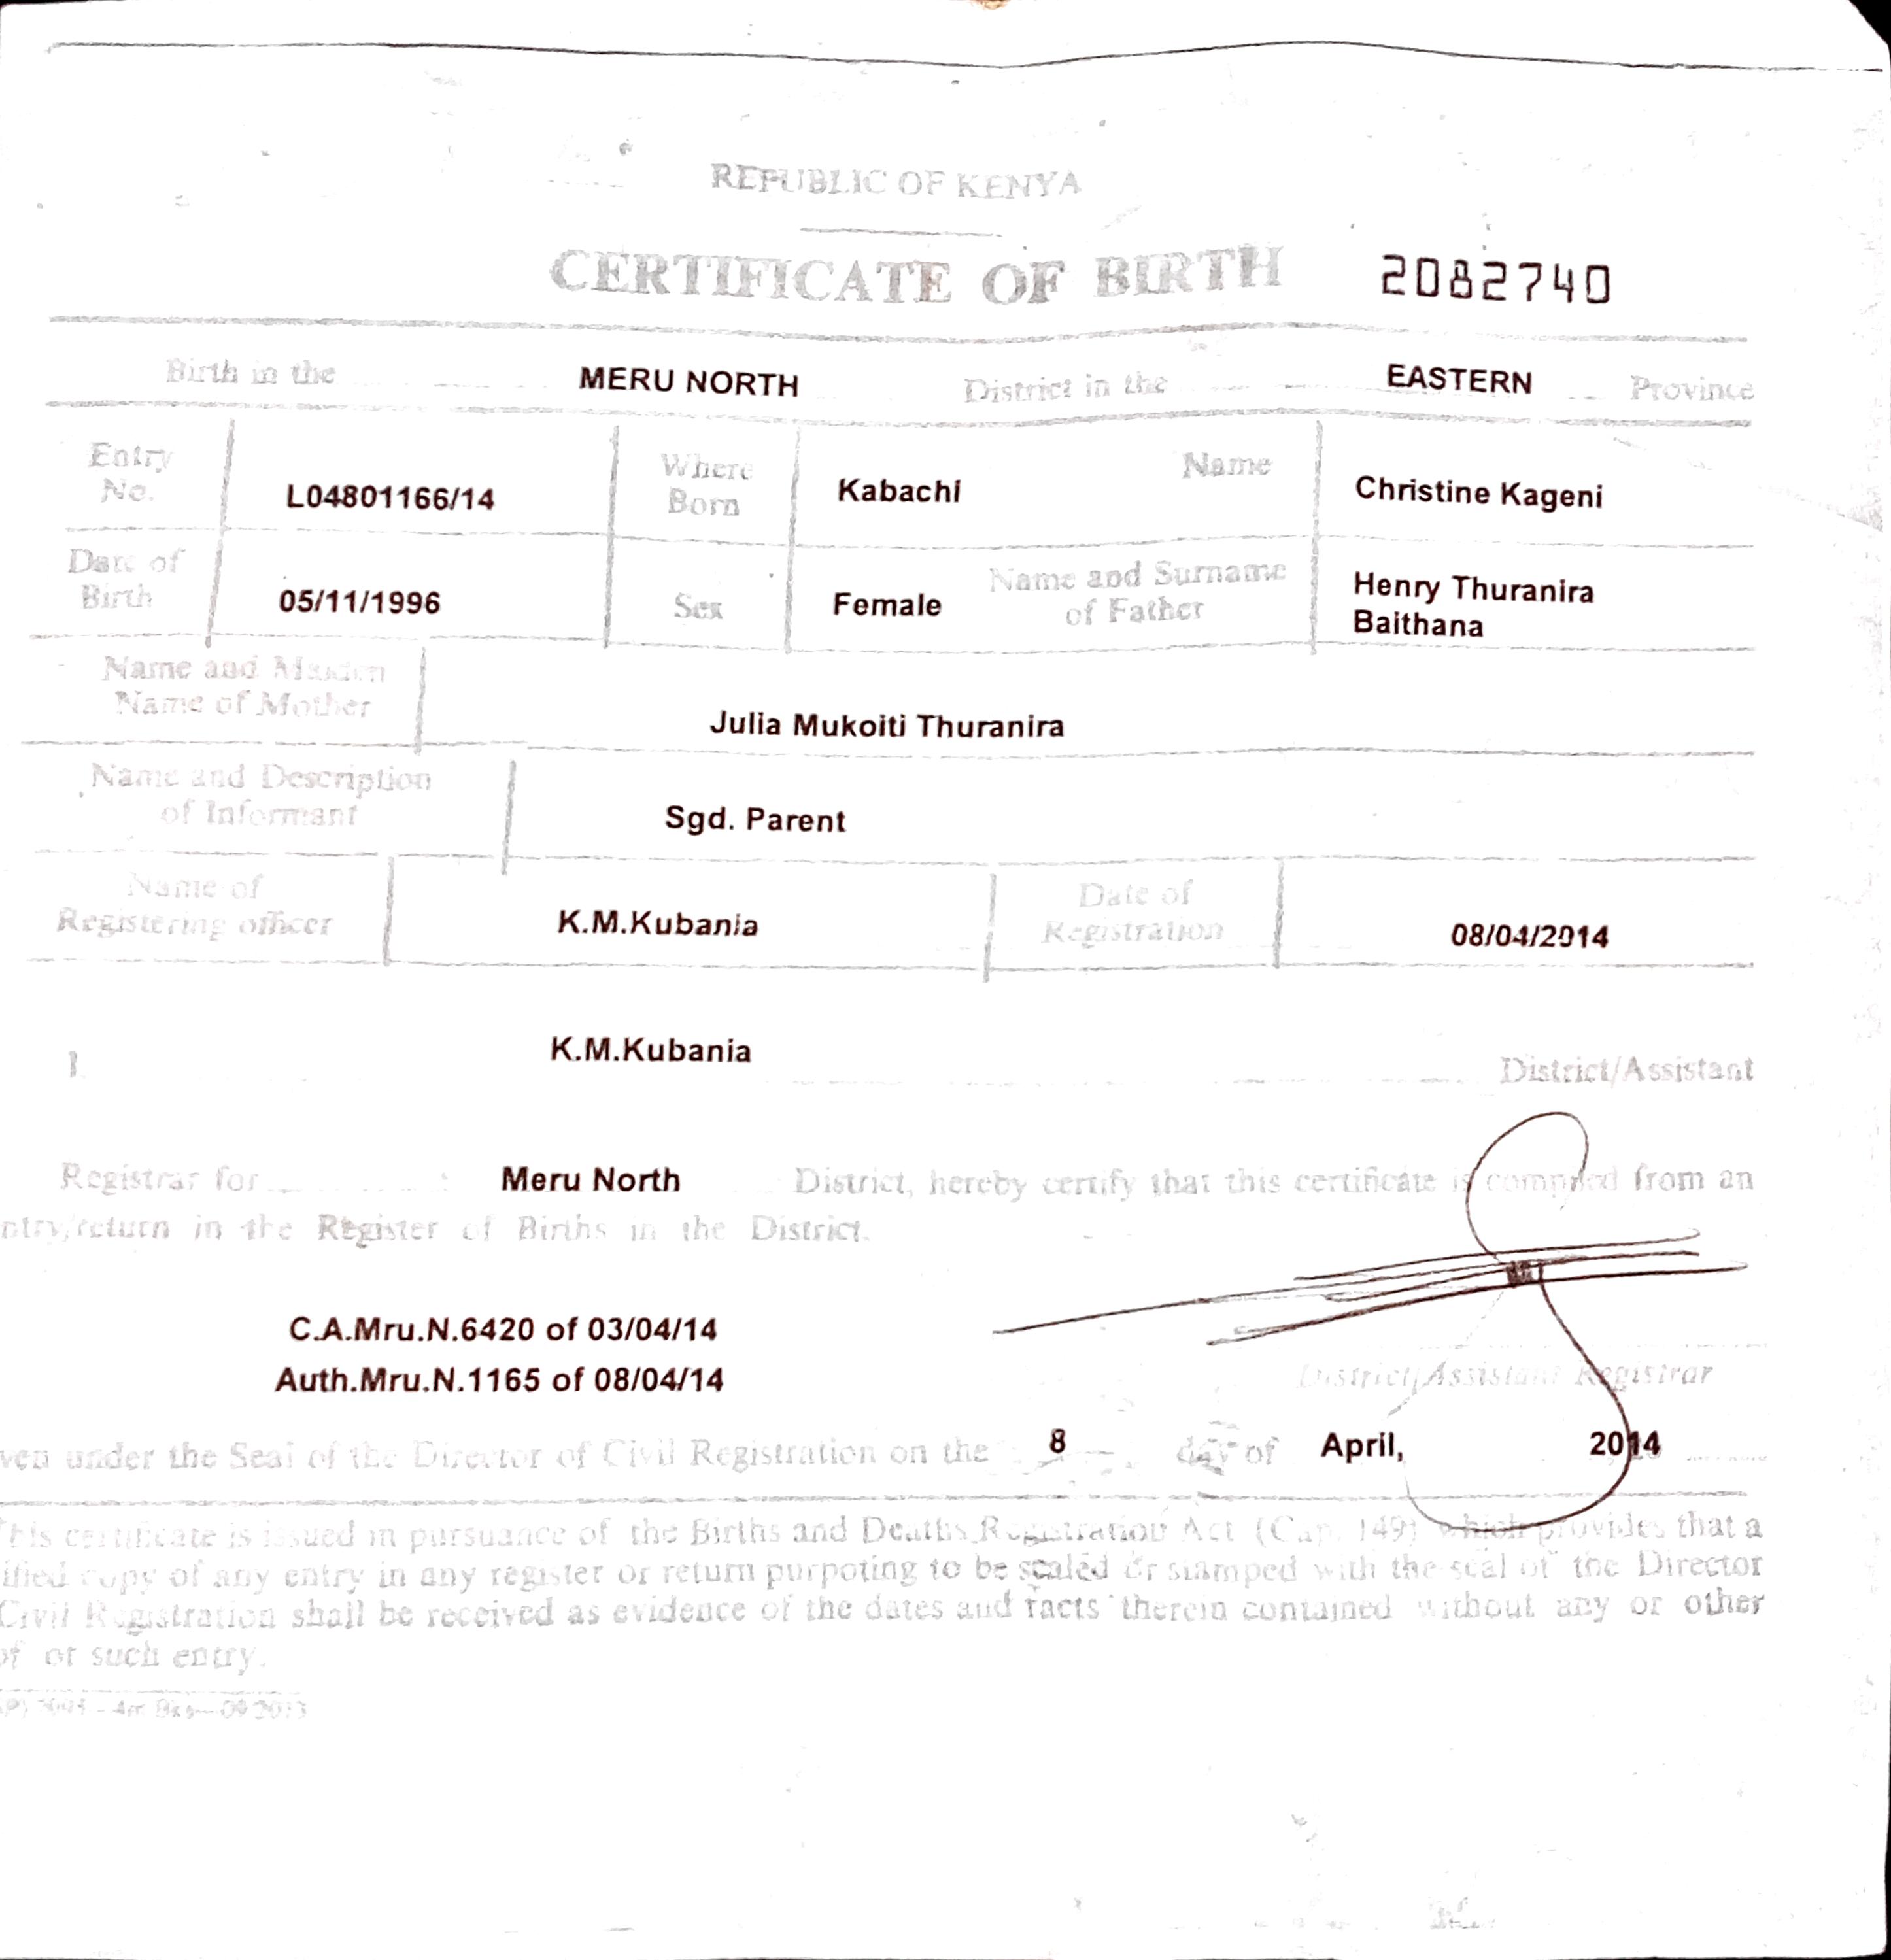 REPUBLIC OF KENYA
CERTIFICATE OF BIRTH 2082740
Birth in the MERU NORTH District in the EASTERN Province
Entry No. L04801166/14 Where Born Kabachi Name Christine Kageni
Date of Birth 05/11/1996 Sex Female Name and Surname of Father Henry Thuranira Baithana
Name and Maiden
Name of Mother
Julia Mukoiti Thuranira
Name and Description
of Informant
Sgd. Parent
Name of Registering officer K.M.Kubania Date of Registration 08/04/2014
I K.M.Kubania District/Assistant
Registrar for Meru North District, hereby certify that this certificate is compiled from an
ntry/return in the Register of Births in the District.
C.A.Mru.N.6420 of 03/04/14
Auth.Mru.N.1165 of 08/04/14
District/Assistant Registrar
ven under the Seal of the Director of Civil Registration on the 8 day of April, 2014
This certificate is issued in pursuance of the Births and Deaths Registration Act (Cap. 149) which provides that a
ified copy of any entry in any register or return purpoting to be sealed or stamped with the seal of the Director
Civil Registration shall be received as evidence of the dates and facts therein contained without any or other
of or such entry.
09 2013